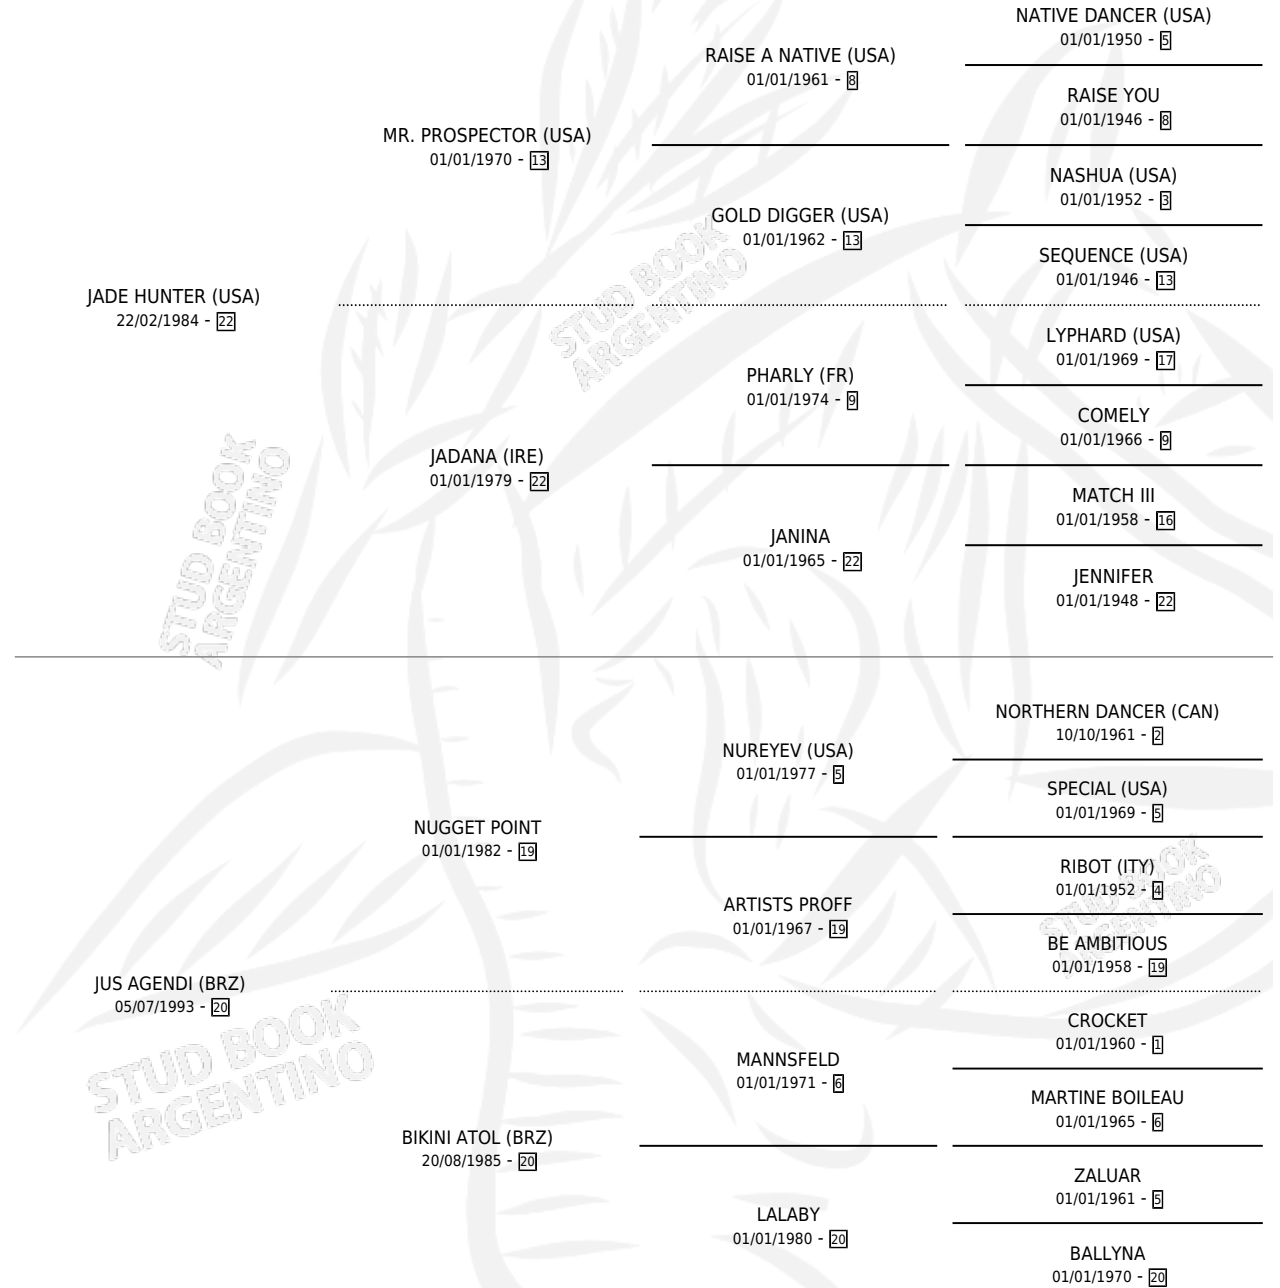 NATIVE DANCER (USA)
01/01/1950 - 5
RAISE A NATIVE (USA)
01/01/1961 - 8
RAISE YOU
01/01/1946 - 8
MR. PROSPECTOR (USA)
01/01/1970 - 13
NASHUA (USA)
01/01/1952 - 3
GOLD DIGGER (USA)
01/01/1962 - 13
SEQUENCE (USA)
01/01/1946 - 13
STUD BOOK
ARGENTINO
JADE HUNTER (USA)
22/02/1984 - 22
LYPHARD (USA)
01/01/1969 - 17
PHARLY (FR)
01/01/1974 - 9
COMELY
01/01/1966 - 9
JADANA (IRE)
01/01/1979 - 22
MATCH III
01/01/1958 - 16
JANINA
01/01/1965 - 22
JENNIFER
01/01/1948 - 22
STUD BOOK
ARGENTINO
NORTHERN DANCER (CAN)
10/10/1961 - 2
NUREYEV (USA)
01/01/1977 - 5
SPECIAL (USA)
01/01/1969 - 5
NUGGET POINT
01/01/1982 - 19
RIBOT (ITY)
01/01/1952 - 4
ARTISTS PROFF
01/01/1967 - 19
BE AMBITIOUS
01/01/1958 - 19
STUD BOOK
ARGENTINO
JUS AGENDI (BRZ)
05/07/1993 - 20
CROCKET
01/01/1960 - 1
MANNSFELD
01/01/1971 - 6
MARTINE BOILEAU
01/01/1965 - 6
STUD BOOK
ARGENTINO
BIKINI ATOL (BRZ)
20/08/1985 - 20
ZALUAR
01/01/1961 - 5
LALABY
01/01/1980 - 20
BALLYNA
01/01/1970 - 20